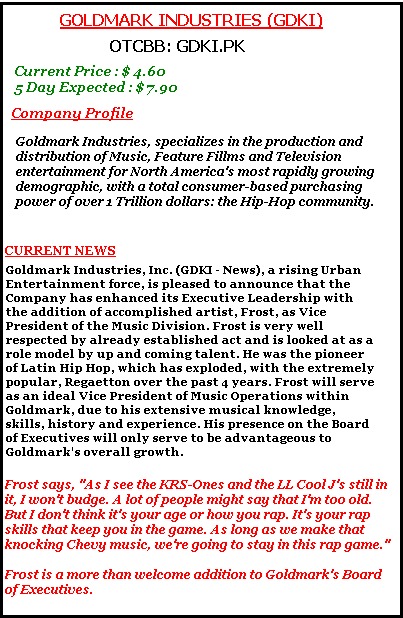 GOLDMARK INDUSTRIES (GDKI)
OTCBB: GDKI.PK
Current Price : $ 4.60
5 Day Expected : $ 7.90
Company Profile
Goldmark Industries, specializes in the production and
distribution of Music, Feature Fillms and Television
entertainment for North America's most rapidly growing
demographic, with a total consumer-based purchasing
power of over 1 Trillion dollars: the Hip-Hop community.
CURRENT NEWS
Goldmark Industries, Inc. (GDKI - News), a rising Urban
Entertainment force, is pleased to announce that the
Company has enhanced its Executive Leadership with
the addition of accomplished artist, Frost, as Vice
President of the Music Division. Frost is very well
respected by already established act and is looked at as a
role model by up and coming talent. He was the pioneer
of Latin Hip Hop, which has exploded, with the extremely
popular, Regaetton over the past 4 years. Frost will serve
as an ideal Vice President of Music Operations within
Goldmark, due to his extensive musical knowledge,
skills, history and experience. His presence on the Board
of Executives will only serve to be advantageous to
Goldmark's overall growth.
Frost says, "As I see the KRS-Ones and the LL Cool J's still in
it, I won't budge. A lot of people might say that I'm too old.
But I don't think it's your age or how you rap. It's your rap
skills that keep you in the game. As long as we make that
knocking Chevy music, we're going to stay in this rap game."
Frost is a more than welcome addition to Goldmark's Board
of Executives.